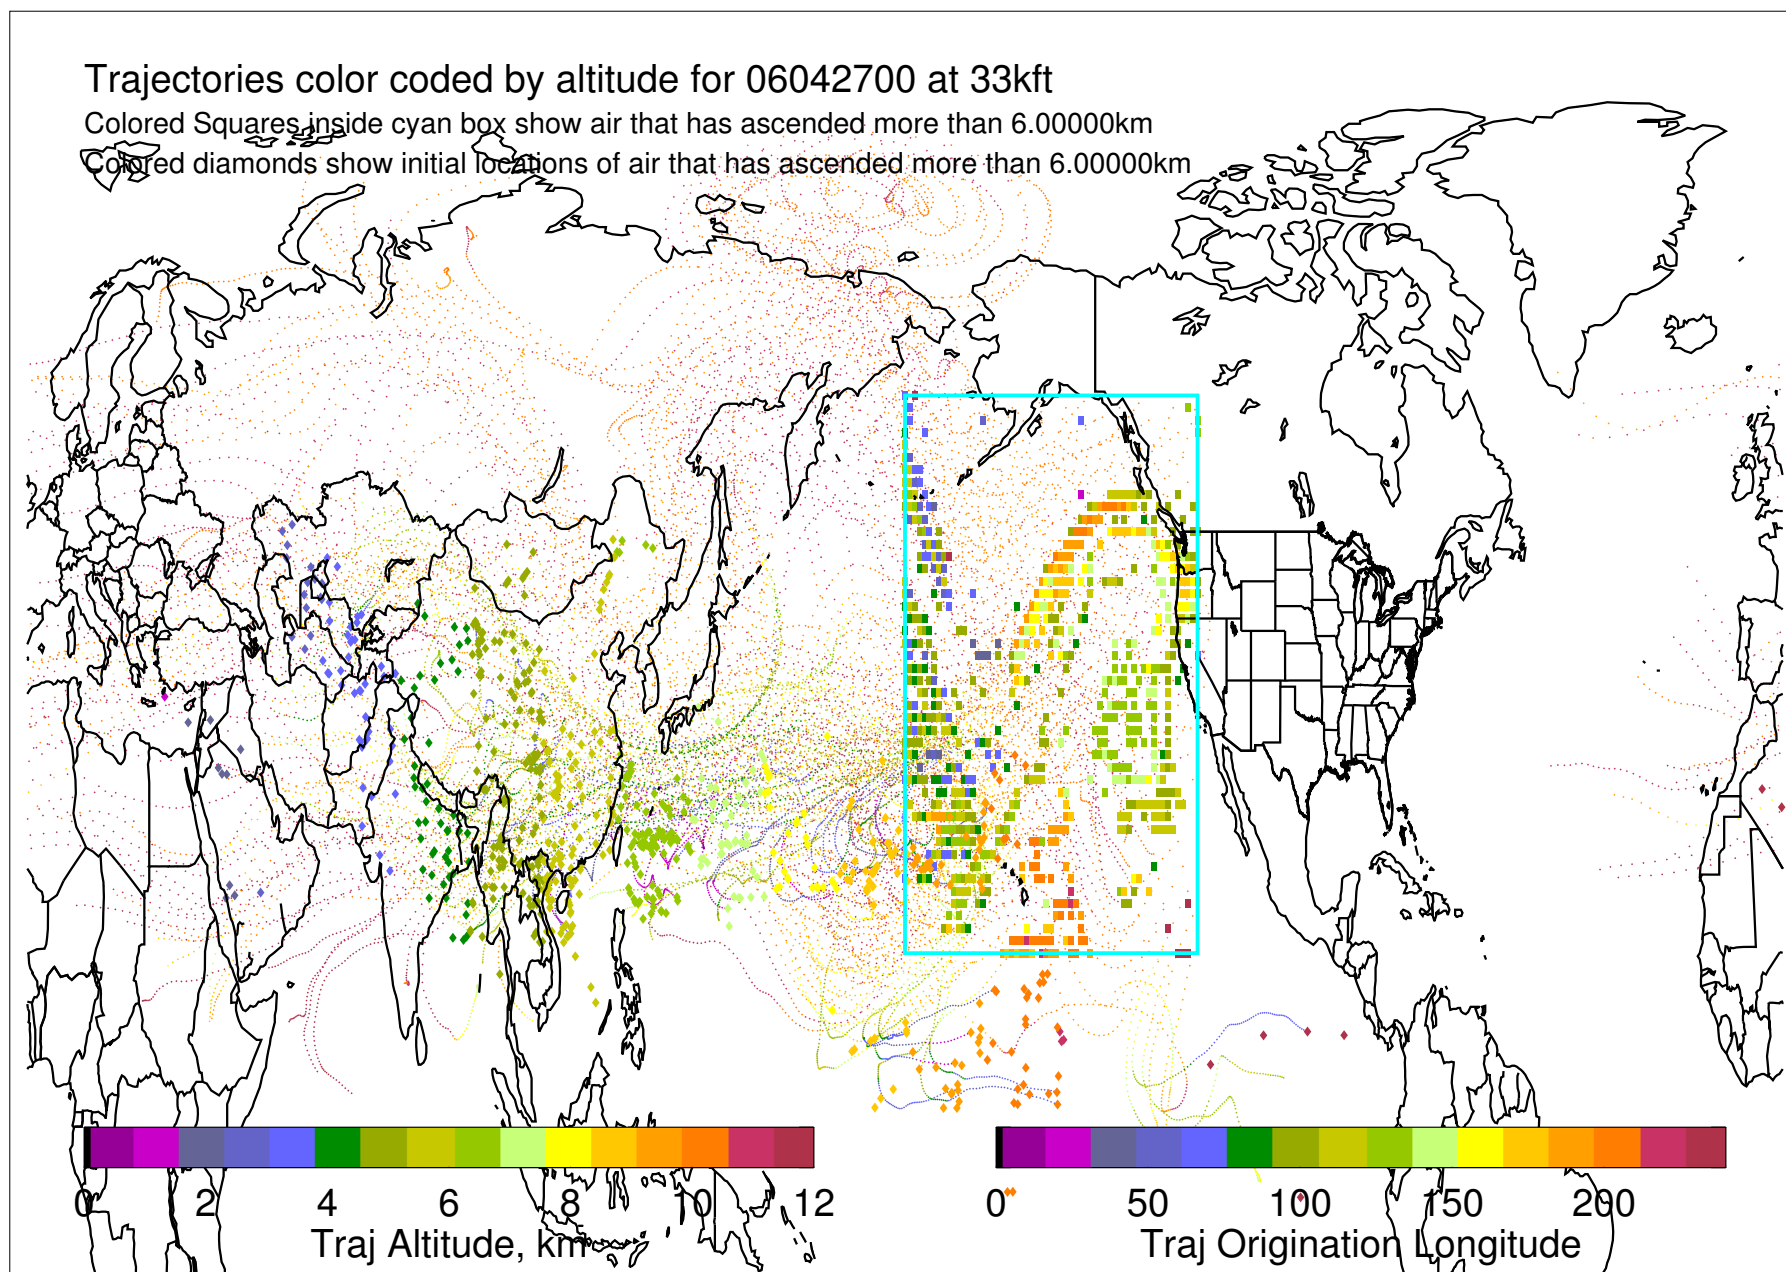 Trajectories color coded by altitude for 06042700 at 33kft
Colored Squares inside cyan box show air that has ascended more than 6.00000km
Colored diamonds show initial locations of air that has ascended more than 6.00000km
0 2 4 6 8 10 12
Traj Altitude, km
0 50 100 150 200
Traj Origination Longitude